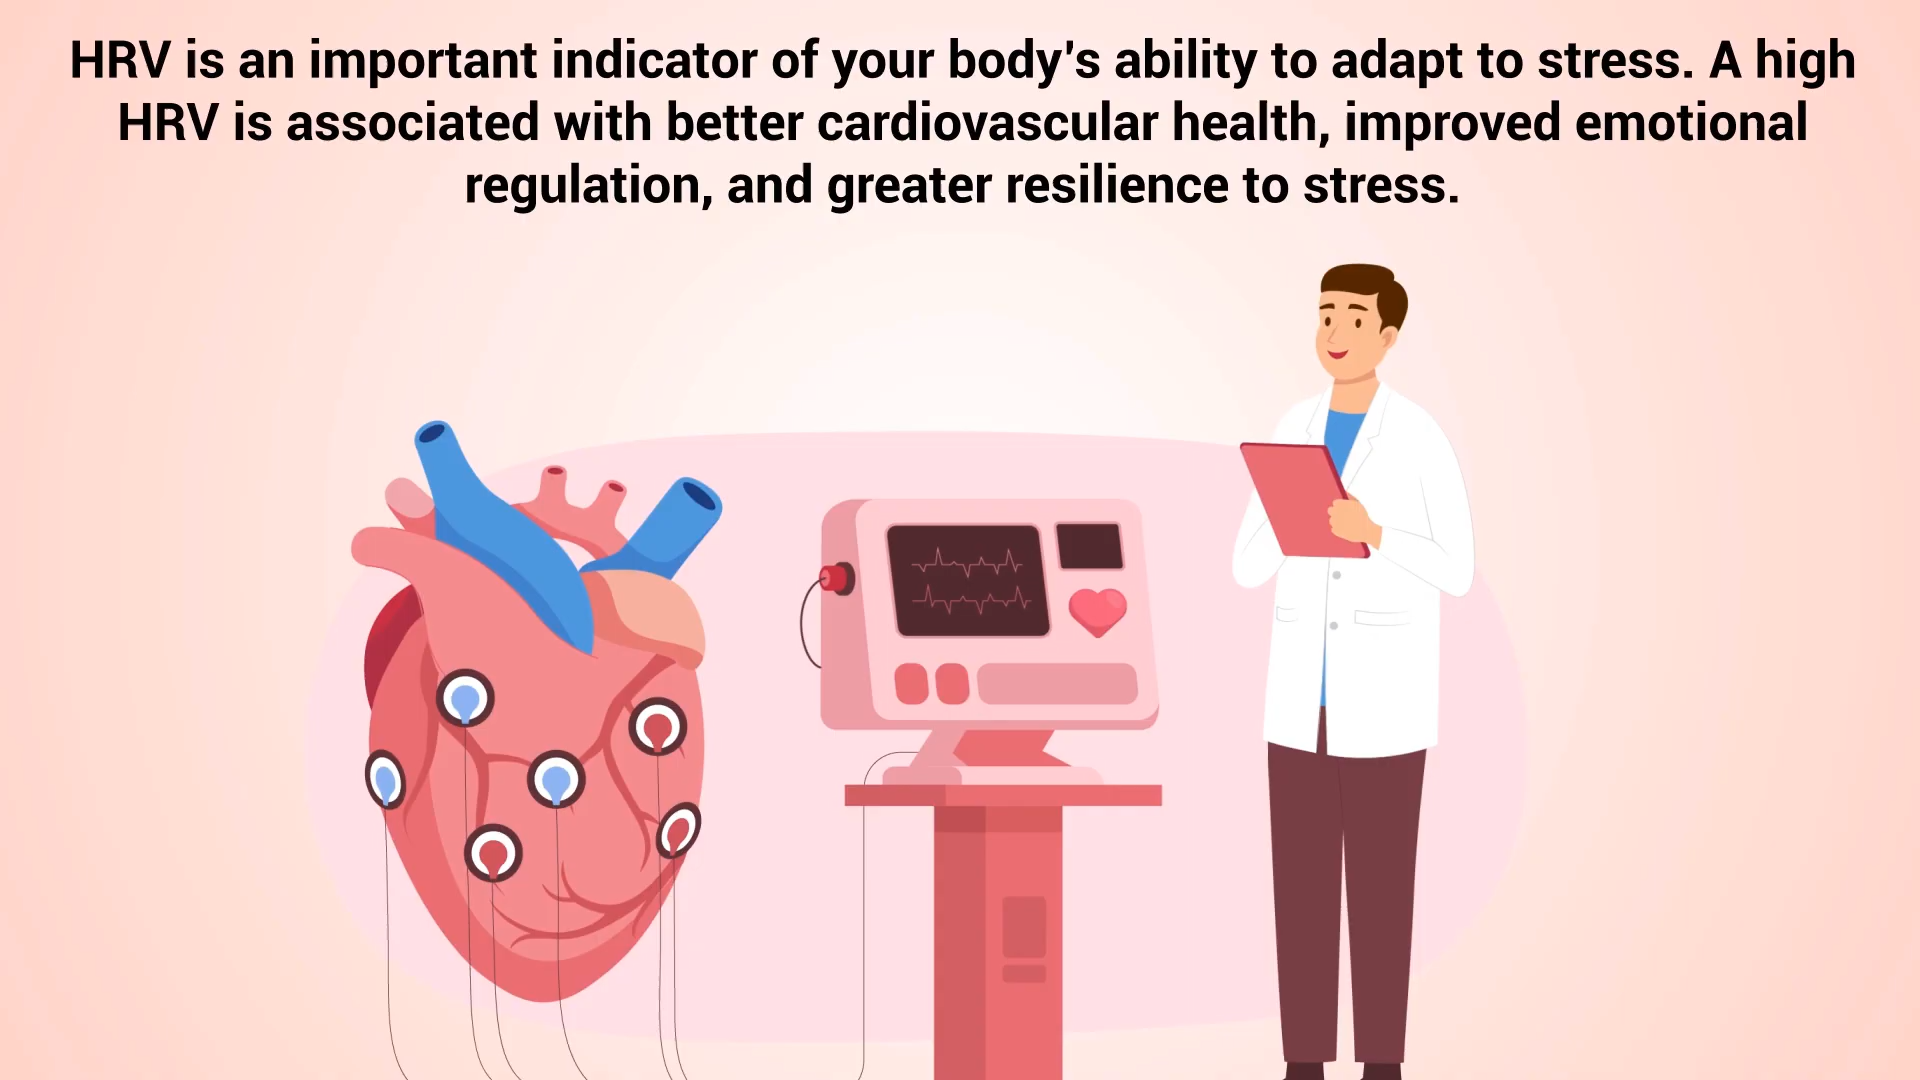 HRV is an important indicator of your body's ability to adapt to stress. A high
HRV is associated with better cardiovascular health, improved emotional
regulation, and greater resilience to stress.